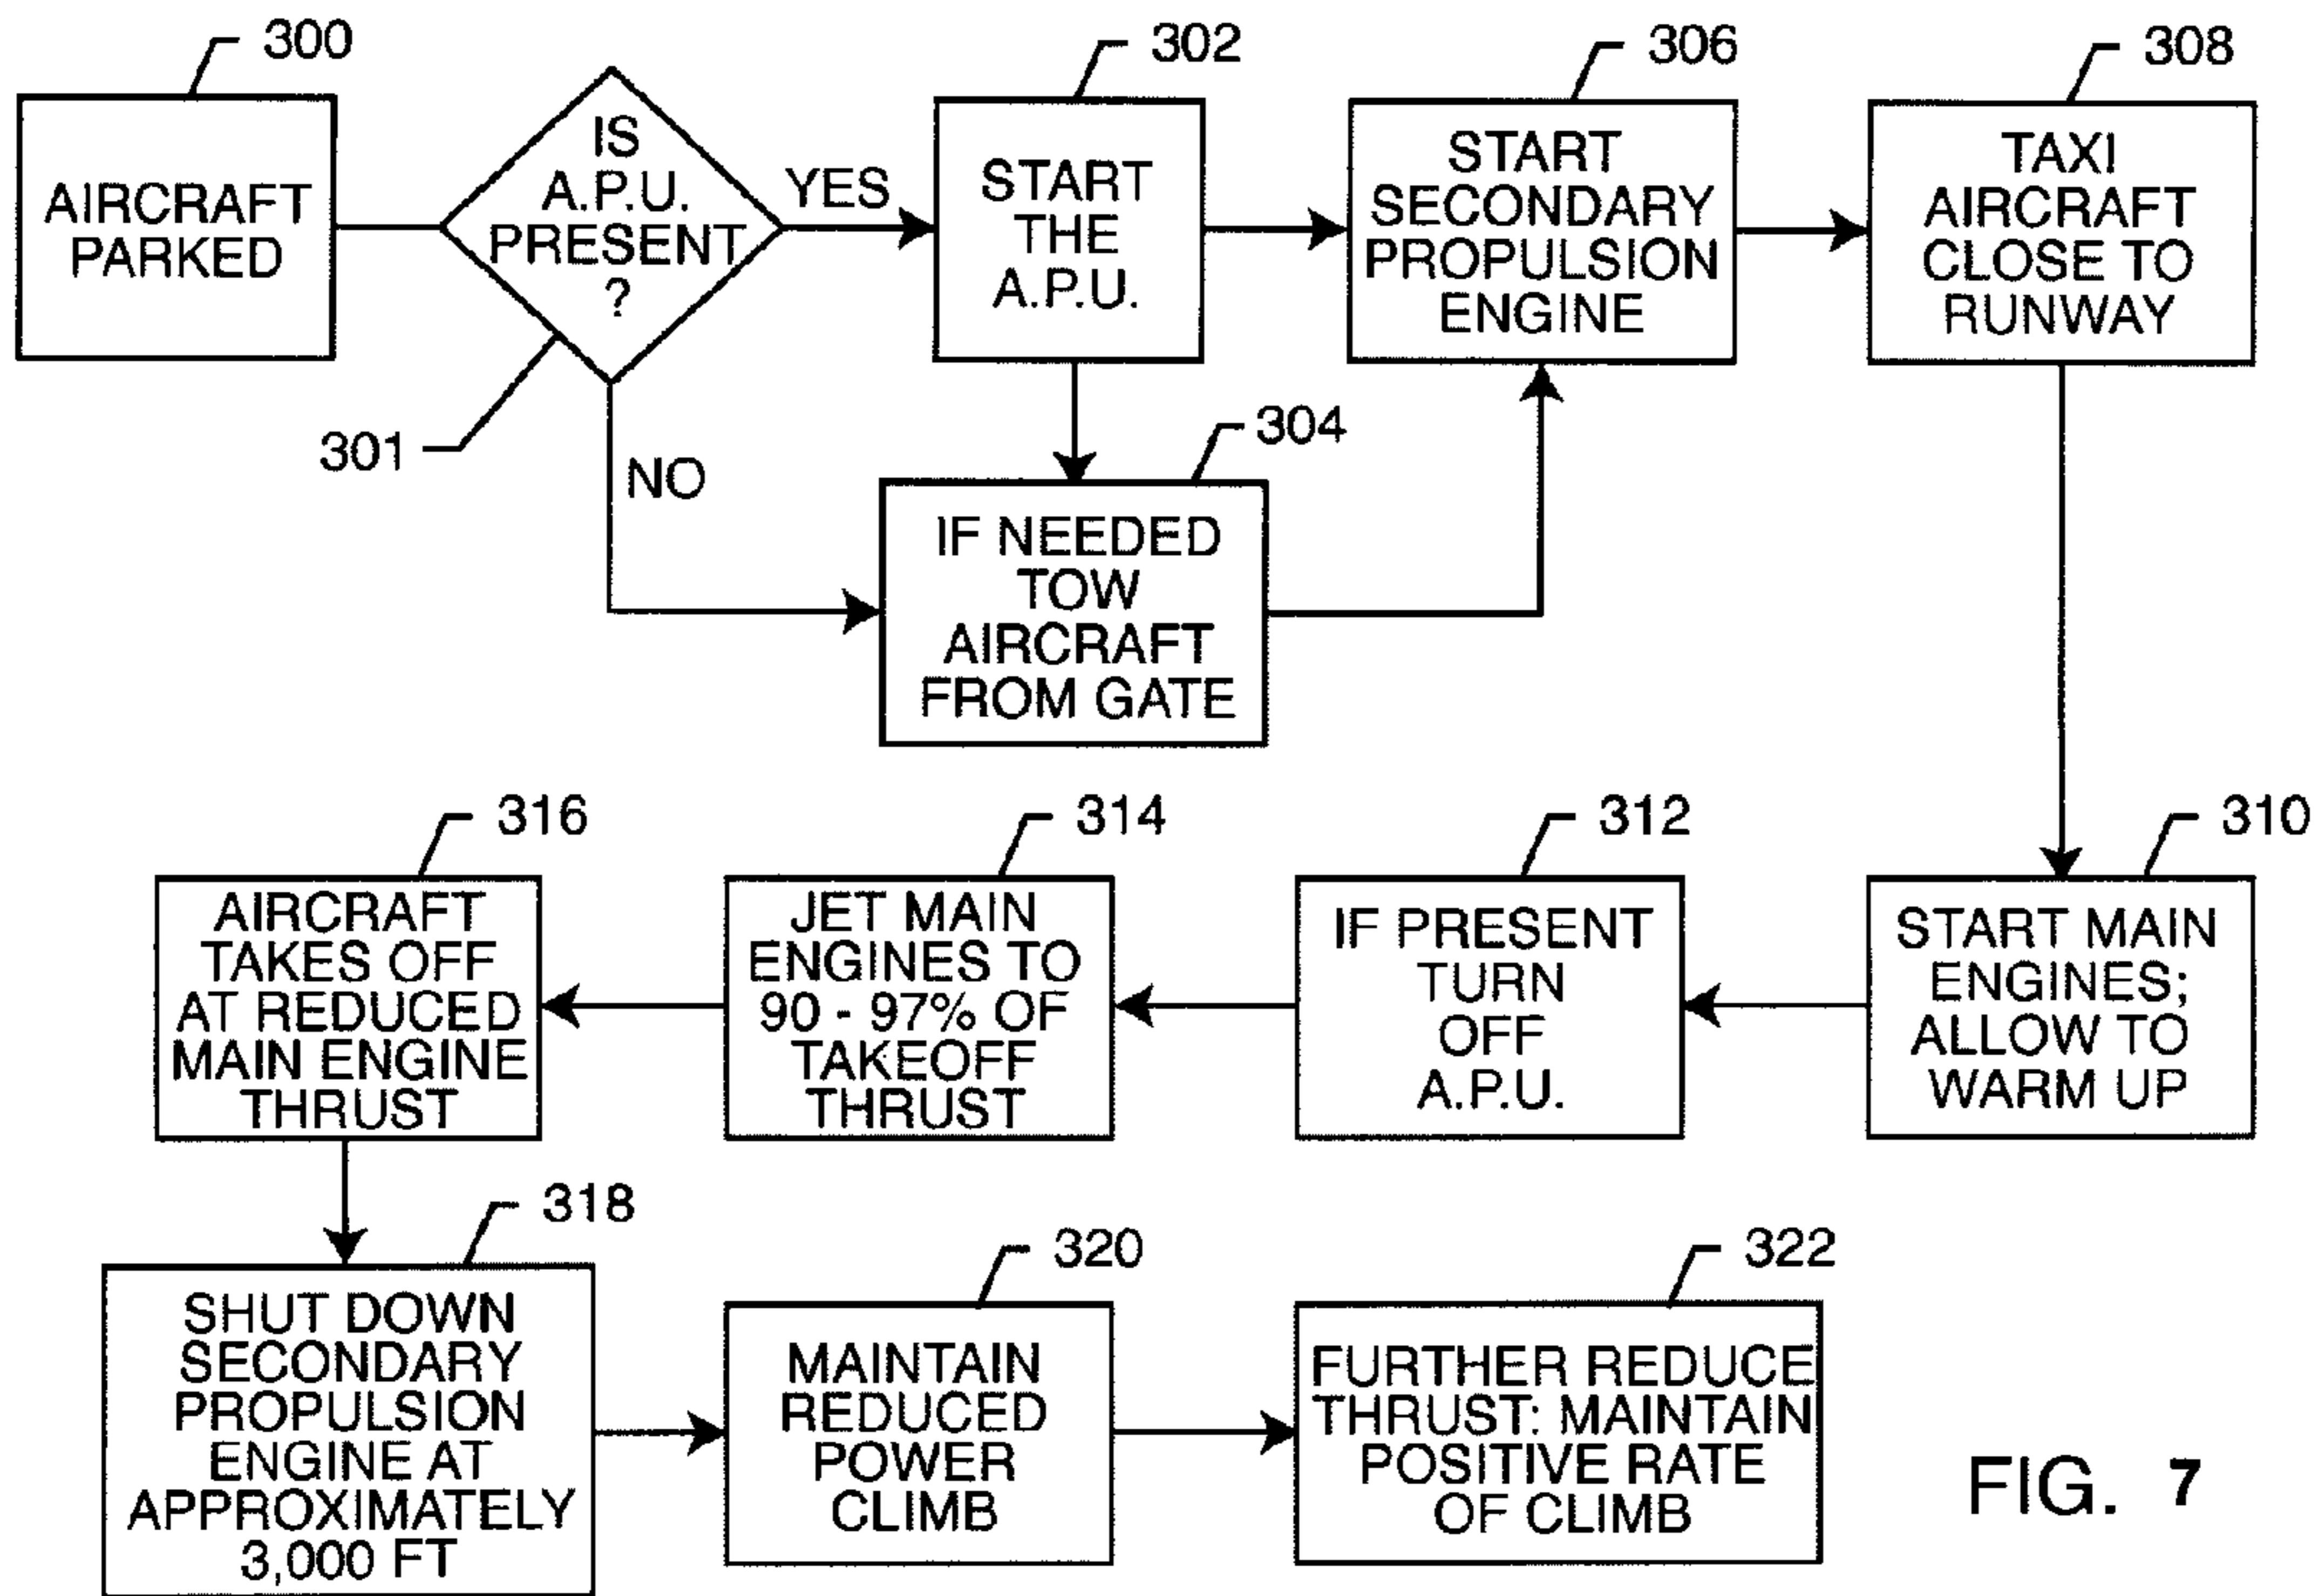 300
AIRCRAFT
PARKED
IS
A.P.U.
PRESENT
?
301
YES
NO
302
START
THE
A.P.U.
304
IF NEEDED
TOW
AIRCRAFT
FROM GATE
306
START
SECONDARY
PROPULSION
ENGINE
308
TAXI
AIRCRAFT
CLOSE TO
RUNWAY
310
START MAIN
ENGINES;
ALLOW TO
WARM UP
312
IF PRESENT
TURN
OFF
A.P.U.
314
JET MAIN
ENGINES TO
90 - 97% OF
TAKEOFF
THRUST
316
AIRCRAFT
TAKES OFF
AT REDUCED
MAIN ENGINE
THRUST
318
SHUT DOWN
SECONDARY
PROPULSION
ENGINE AT
APPROXIMATELY
3,000 FT
320
MAINTAIN
REDUCED
POWER
CLIMB
322
FURTHER REDUCE
THRUST: MAINTAIN
POSITIVE RATE
OF CLIMB
FIG. 7